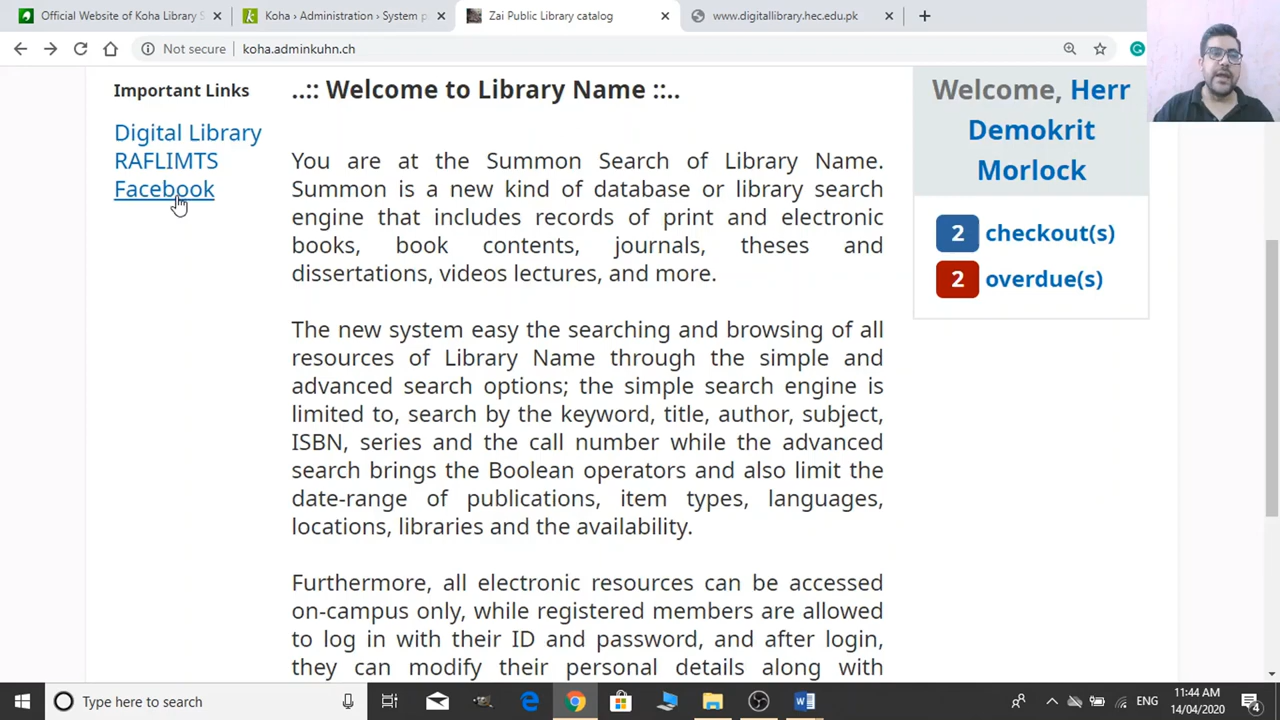 Official Website of Koha Library S
Koha › Administration › System p
Zai Public Library catalog
www.digitallibrary.hec.edu.pk
Not secure
koha.adminkuhn.ch
Important Links
Digital Library
RAFLIMTS
Facebook
..:: Welcome to Library Name ::..
You are at the Summon Search of Library Name.
Summon is a new kind of database or library search
engine that includes records of print and electronic
books, book contents, journals, theses and
dissertations, videos lectures, and more.
The new system easy the searching and browsing of all
resources of Library Name through the simple and
advanced search options; the simple search engine is
limited to, search by the keyword, title, author, subject,
ISBN, series and the call number while the advanced
search brings the Boolean operators and also limit the
date-range of publications, item types, languages,
locations, libraries and the availability.
Furthermore, all electronic resources can be accessed
on-campus only, while registered members are allowed
to log in with their ID and password, and after login,
they can modify their personal details along with
Welcome, Herr
Demokrit
Morlock
2 checkout(s)
2 overdue(s)
Type here to search
ENG
11:44 AM
14/04/2020
4